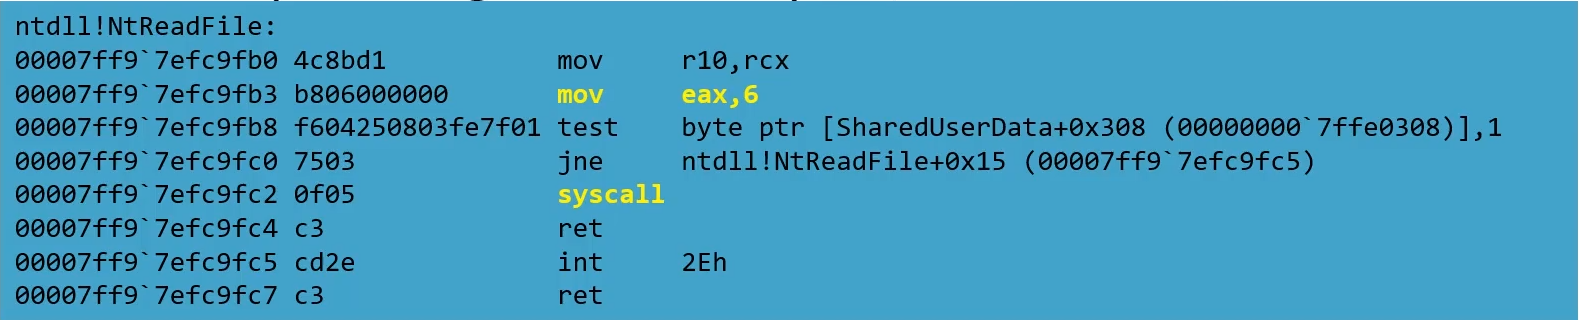 ntdll!NtReadFile:
00007ff9`7efc9fb0 4c8bd1 mov r10,rcx
00007ff9`7efc9fb3 b806000000 mov eax,6
00007ff9`7efc9fb8 f604250803fe7f01 test byte ptr [SharedUserData+0x308 (00000000`7ffe0308)],1
00007ff9`7efc9fc0 7503 jne ntdll!NtReadFile+0x15 (00007ff9`7efc9fc5)
00007ff9`7efc9fc2 0f05 syscall
00007ff9`7efc9fc4 c3 ret
00007ff9`7efc9fc5 cd2e int 2Eh
00007ff9`7efc9fc7 c3 ret